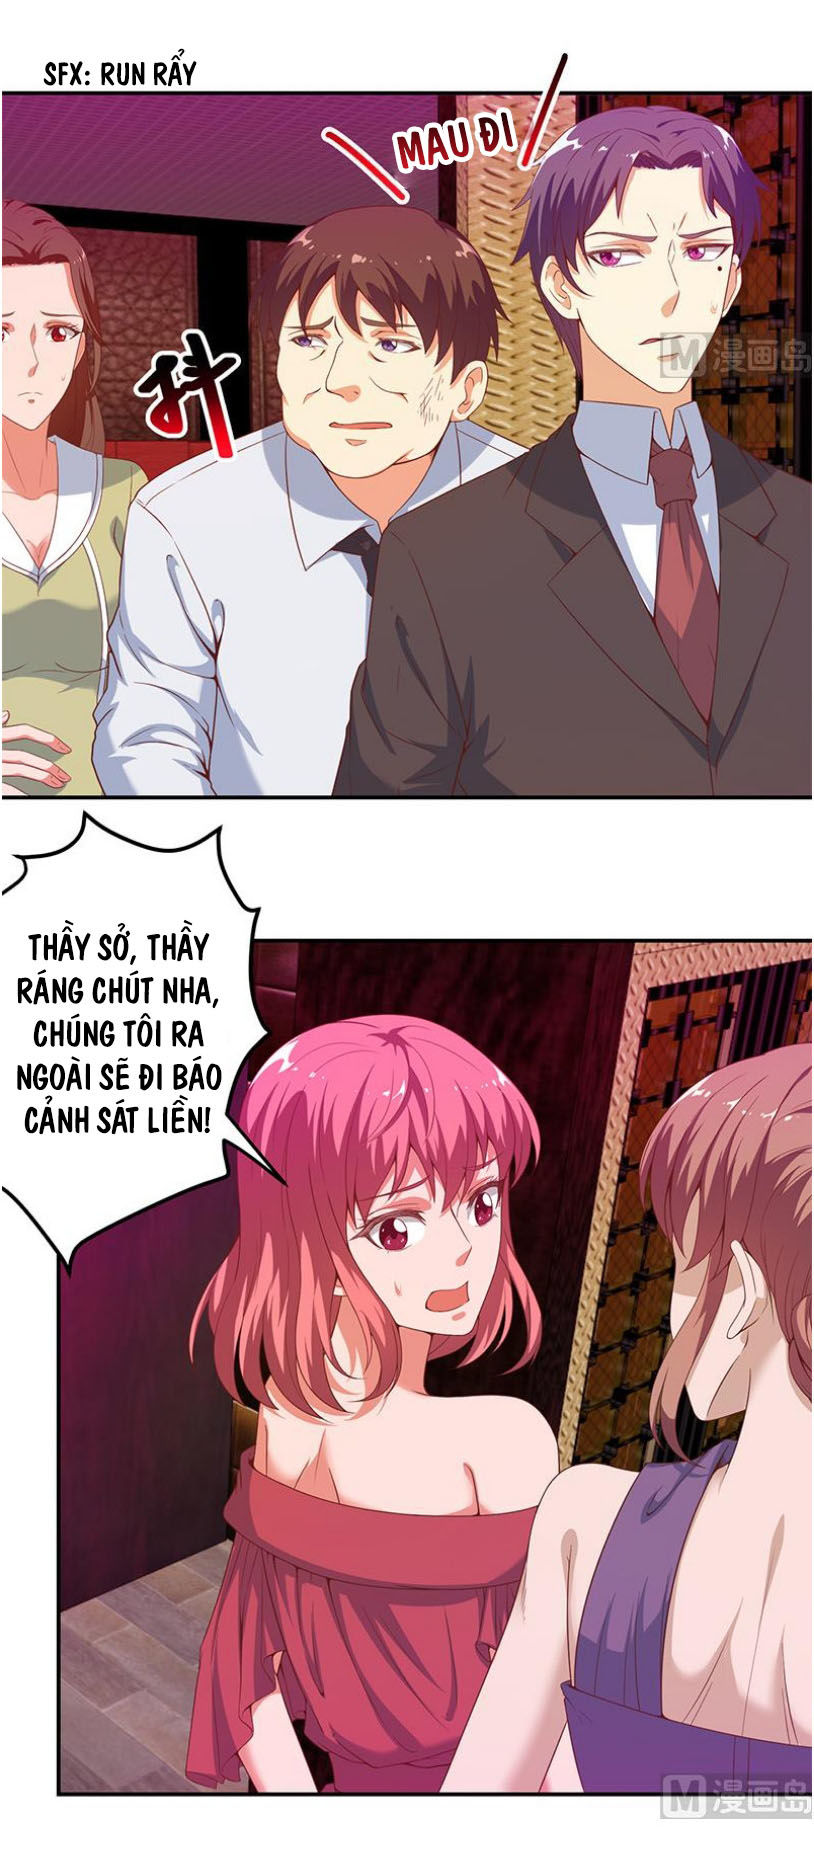 SFX: RUN RẨY
MAU ĐI
抖
M 漫画岛
THẦY SỞ, THẦY
RÁNG CHÚT NHA,
CHÚNG TÔI RA
NGOÀI SẼ ĐI BÁO
CẢNH SÁT LIỀN!
M 漫画岛